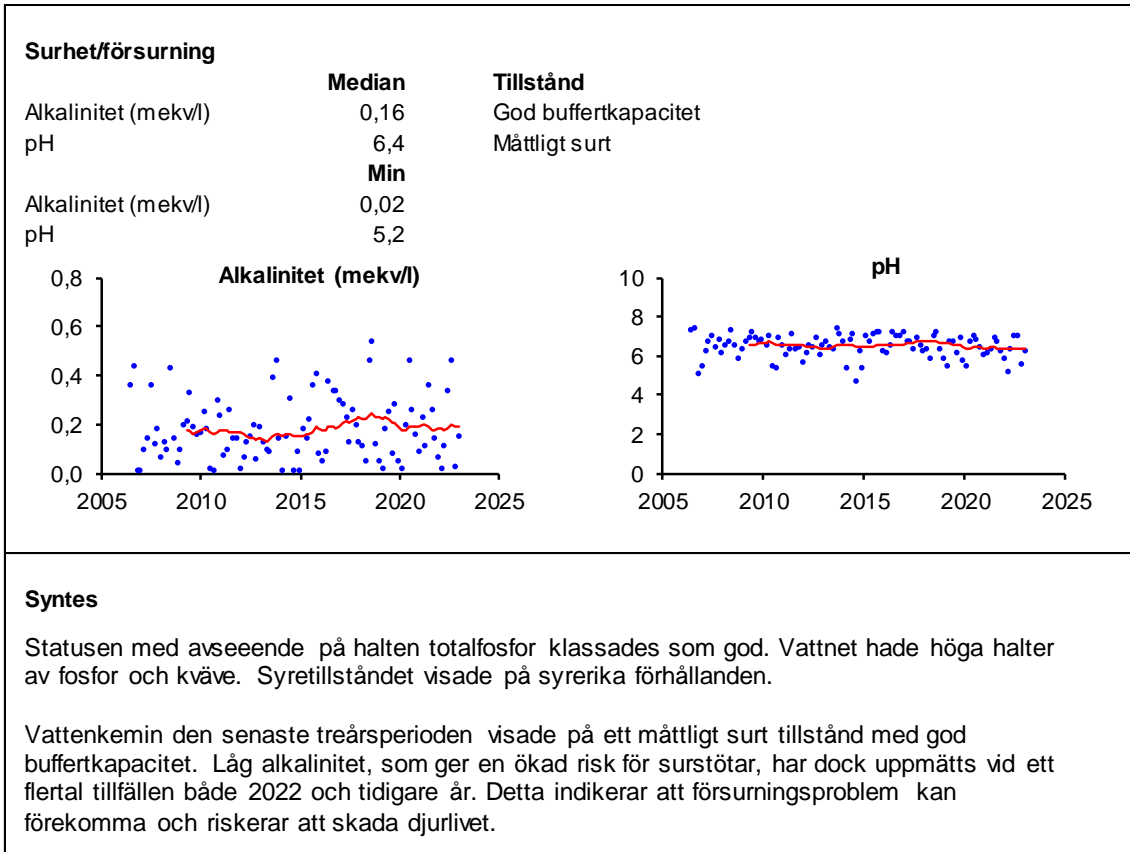 Surhet/försurning
Median Tillstånd
Alkalinitet (mekv/l) 0,16 God buffertkapacitet
pH 6,4 Måttligt surt
Min
Alkalinitet (mekv/l) 0,02
pH 5,2
Alkalinitet (mekv/l)
0,8
0,6
0,4
0,2
0,0
2005 2010 2015 2020 2025
pH
10
8
6
4
2
0
2005 2010 2015 2020 2025
Syntes
Statusen med avseeende på halten totalfosfor klassades som god. Vattnet hade höga halter
av fosfor och kväve. Syretillståndet visade på syrerika förhållanden.
Vattenkemin den senaste treårsperioden visade på ett måttligt surt tillstånd med god
buffertkapacitet. Låg alkalinitet, som ger en ökad risk för surstötar, har dock uppmätts vid ett
flertal tillfällen både 2022 och tidigare år. Detta indikerar att försurningsproblem kan
förekomma och riskerar att skada djurlivet.